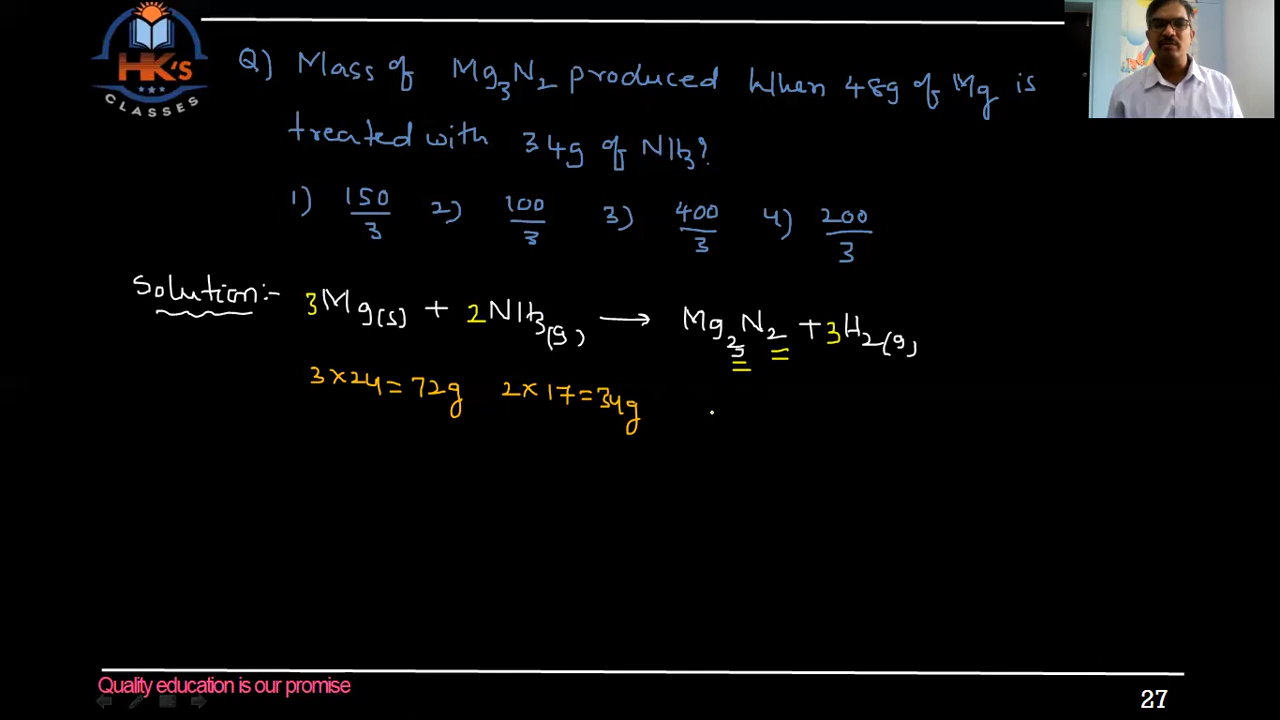 HK's
CLASSES
Q) Mass of Mg3N2 produced when 48g of Mg is
treated with 34g of NH3?
1) 150/3 2) 100/3 3) 400/3 4) 200/3
Solution:- 3Mg(s) + 2NH3(g) → Mg3N2 + 3H2(g)
3×24=72g 2×17=34g
Quality education is our promise
27